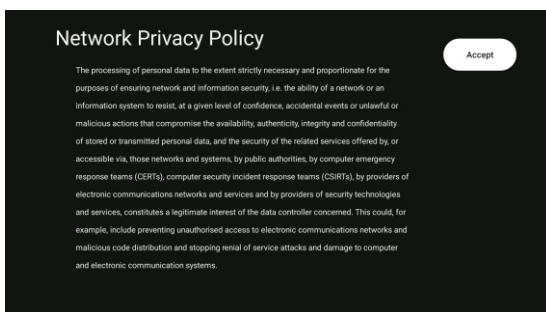 Network Privacy Policy
Accept
The processing of personal data to the extent strictly necessary and proportionate for the
purposes of ensuring network and information security, i.e. the ability of a network or an
information system to resist, at a given level of confidence, accidental events or unlawful or
malicious actions that compromise the availability, authenticity, integrity and confidentiality
of stored or transmitted personal data, and the security of the related services offered by, or
accessible via, those networks and systems, by public authorities, by computer emergency
response teams (CERTs), computer security incident response teams (CSIRTs), by providers of
electronic communications networks and services and by providers of security technologies
and services, constitutes a legitimate interest of the data controller concerned. This could, for
example, include preventing unauthorised access to electronic communications networks and
malicious code distribution and stopping renial of service attacks and damage to computer
and electronic communication systems.